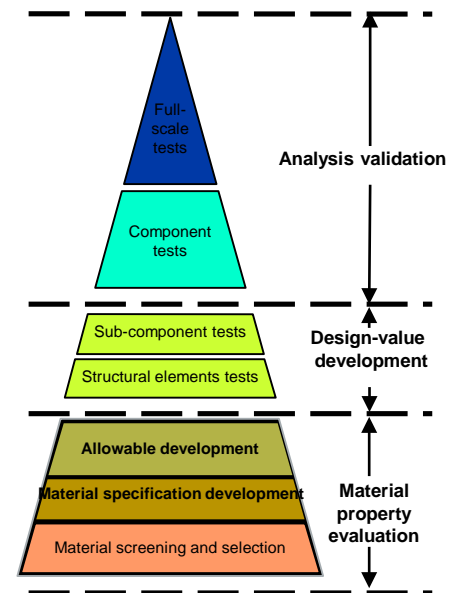 Full-
scale
tests
Analysis validation
Component
tests
Sub-component tests
Design-value
development
Structural elements tests
Allowable development
Material specification development
Material
property
evaluation
Material screening and selection